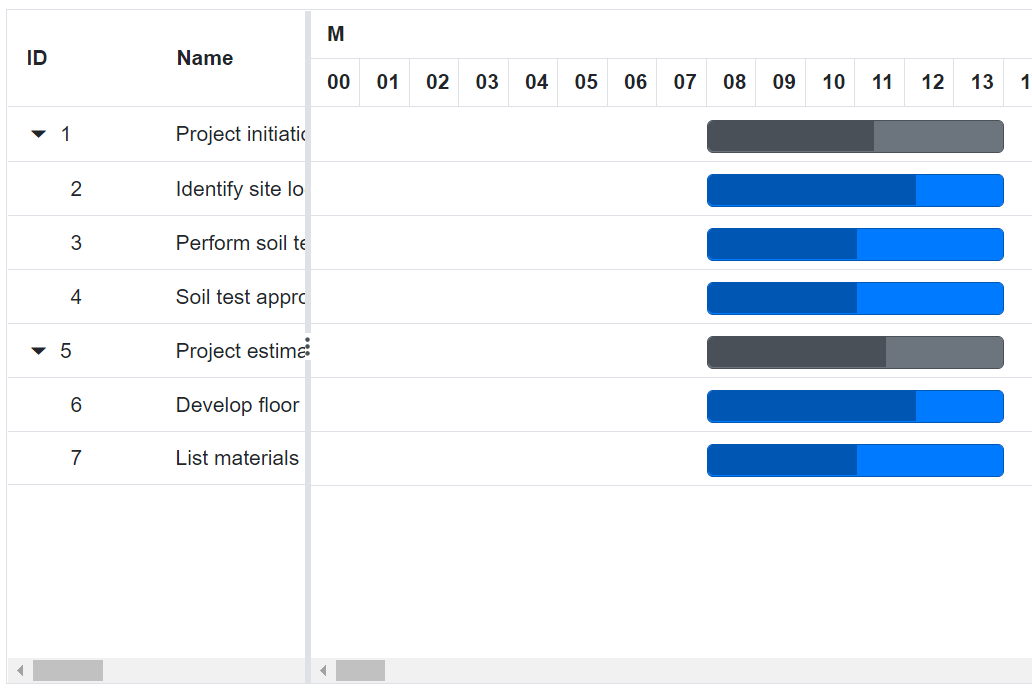 ID Name M
00 01 02 03 04 05 06 07 08 09 10 11 12 13 1
1 Project initiatio
2 Identify site lo
3 Perform soil te
4 Soil test appro
5 Project estima
6 Develop floor
7 List materials